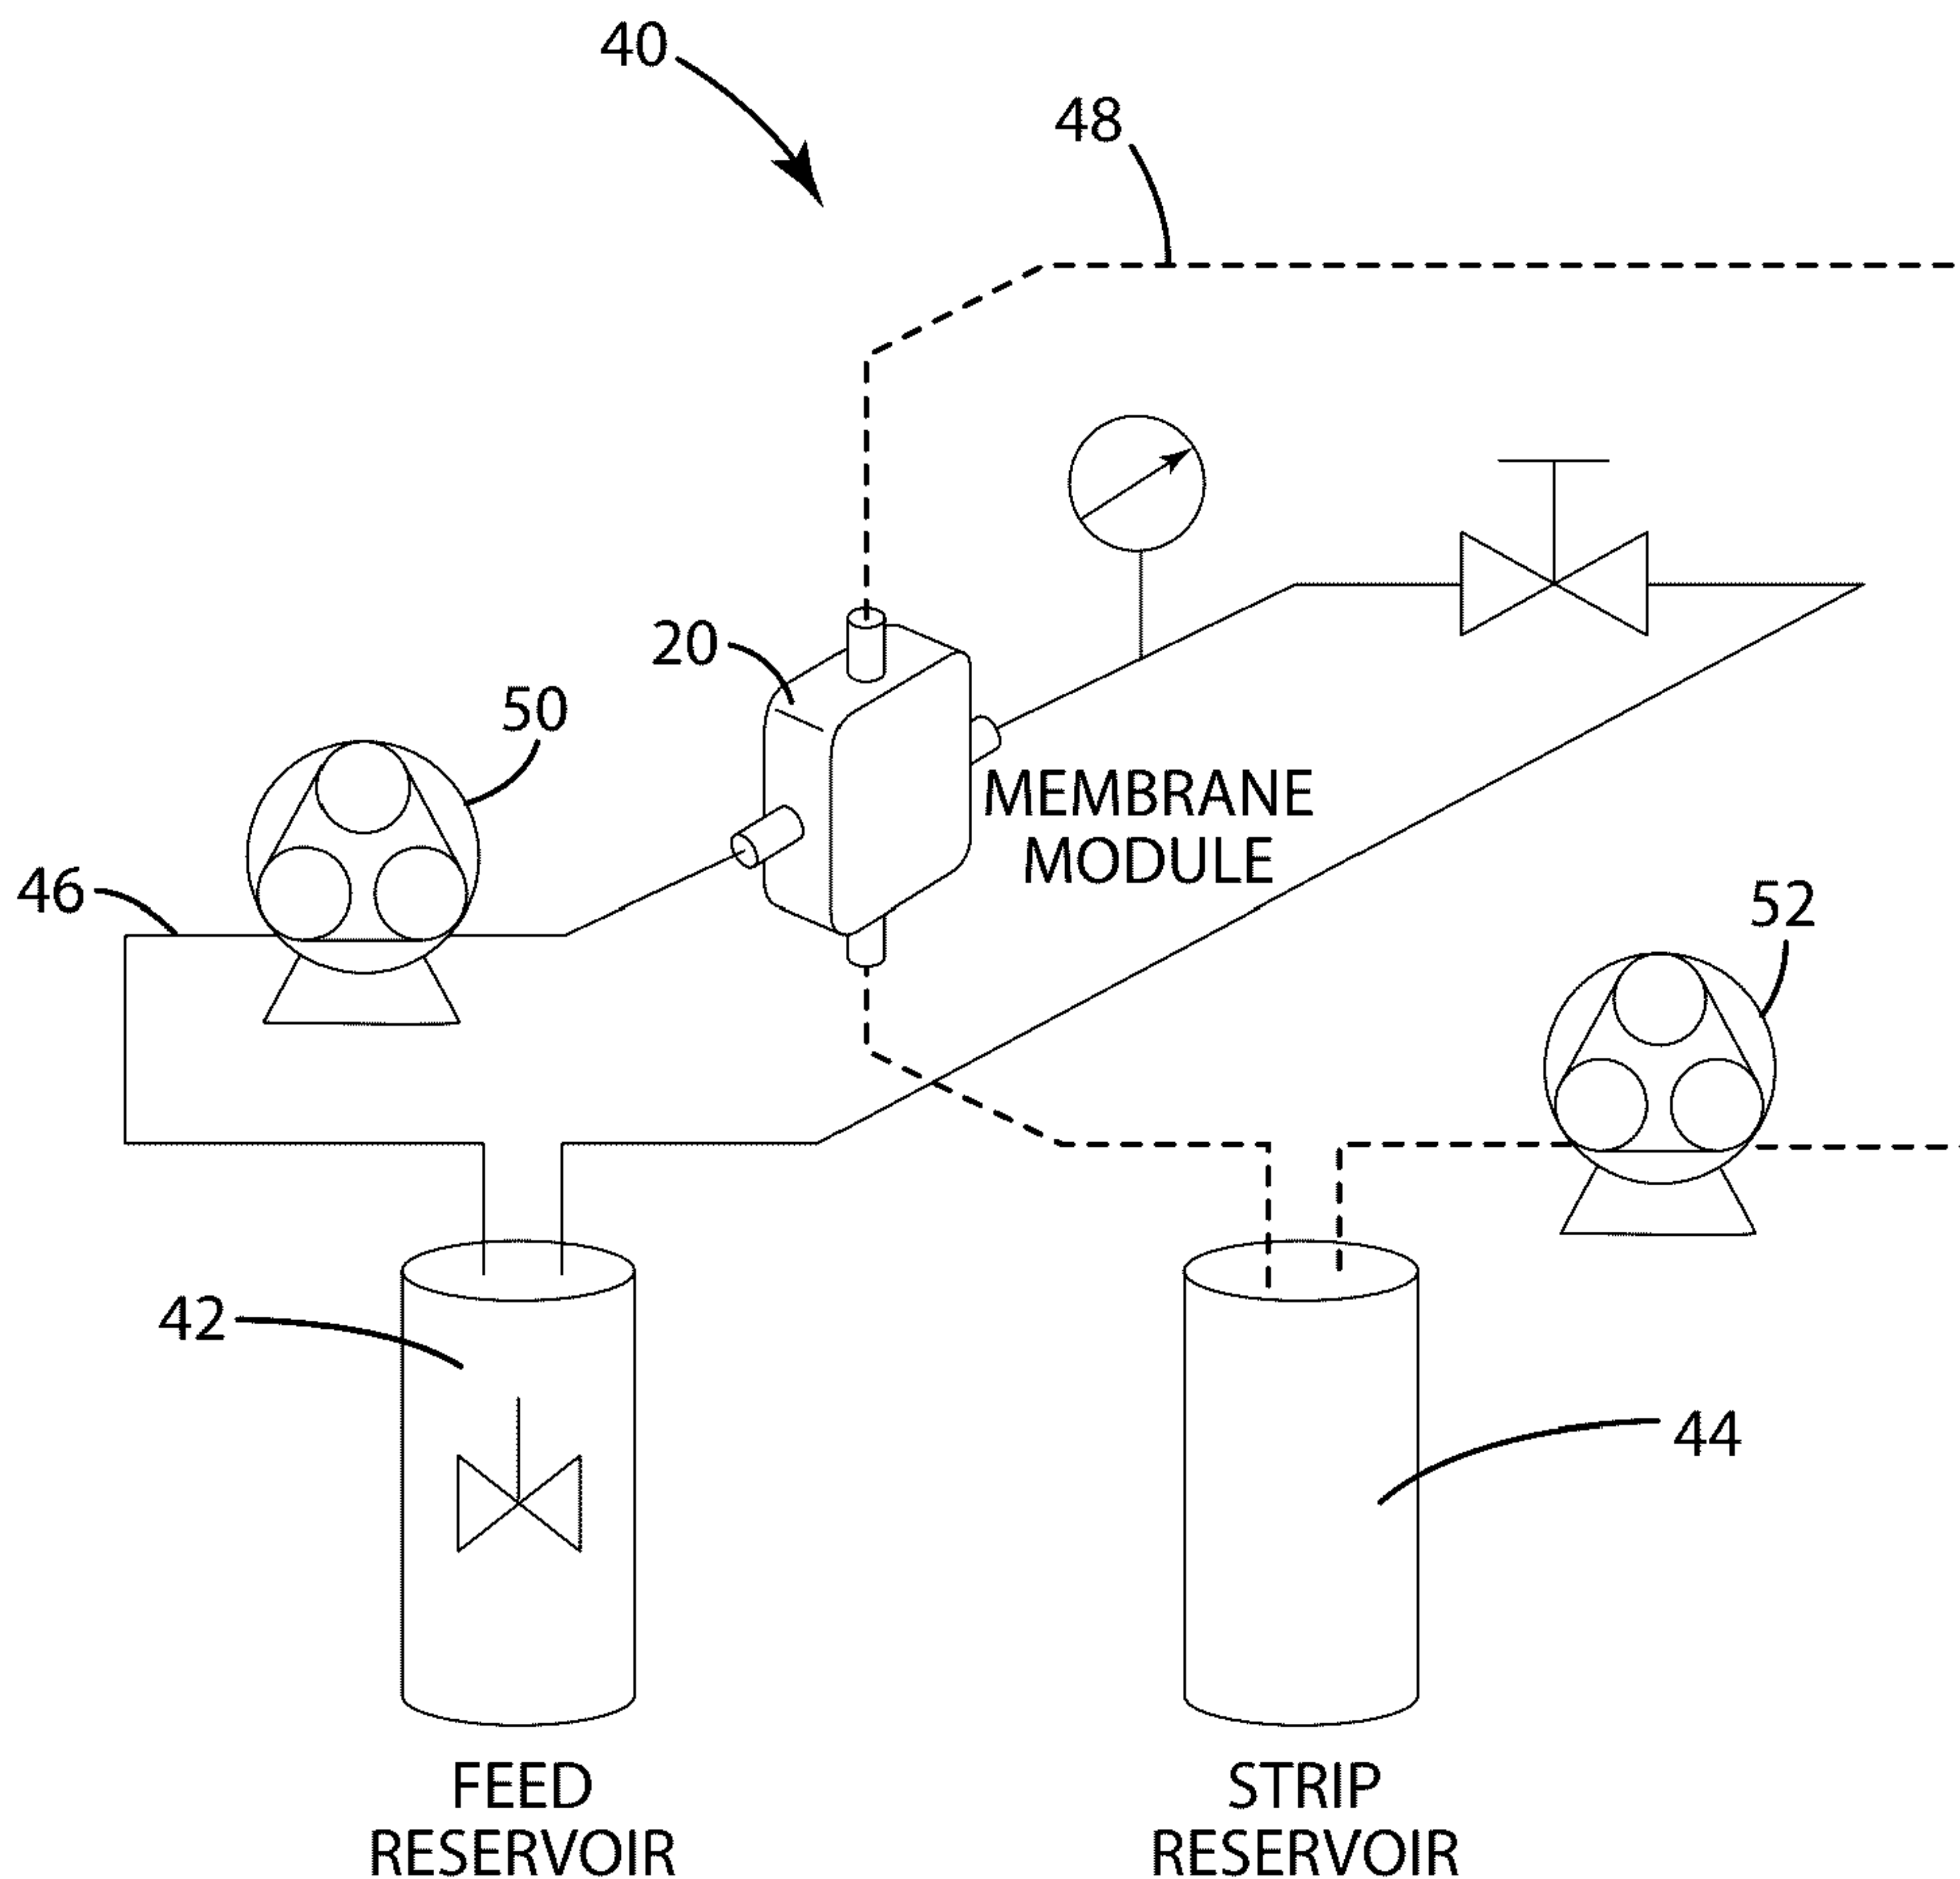 40
48
20
50
MEMBRANE
MODULE
46
52
42
44
FEED
RESERVOIR
STRIP
RESERVOIR